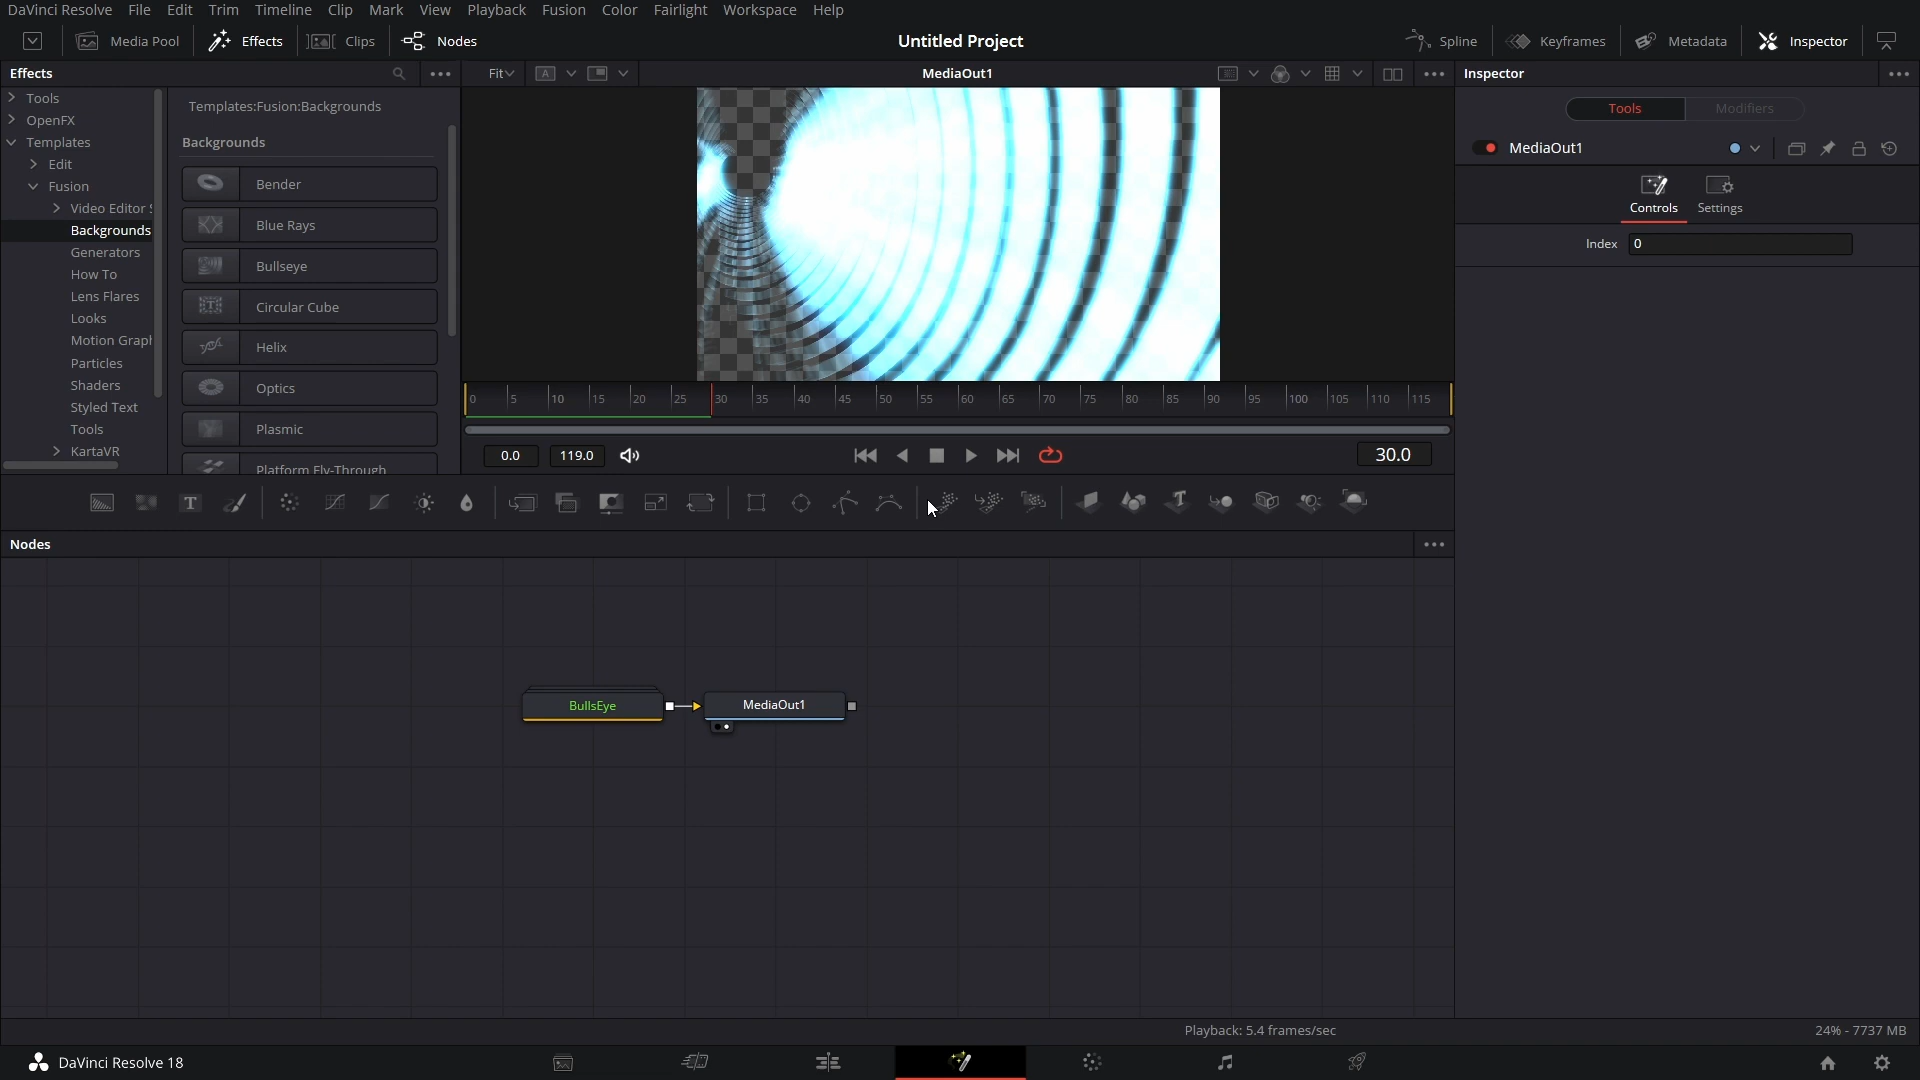 DaVinci Resolve File Edit Trim Timeline Clip Mark View Playback Fusion Color Fairlight Workspace Help
Media Pool Effects Clips Nodes Untitled Project Spline Keyframes Metadata Inspector
Effects
Fit
A
MediaOut1
Inspector
Tools
OpenFX
Templates
Edit
Fusion
Video Editor
Backgrounds
Generators
How To
Lens Flares
Looks
Motion Graph
Particles
Shaders
Styled Text
Tools
KartaVR
Templates:Fusion:Backgrounds
Backgrounds
Bender
Blue Rays
Bullseye
Circular Cube
Helix
Optics
Plasmic
Platform Fly-Through
0 5 10 15 20 25 30 35 40 45 50 55 60 65 70 75 80 85 90 95 100 105 110 115
0.0 119.0 30.0
Tools Modifiers
MediaOut1
Controls Settings
Index 0
T T
Nodes
BullsEye MediaOut1
Playback: 5.4 frames/sec 24% - 7737 MB
DaVinci Resolve 18